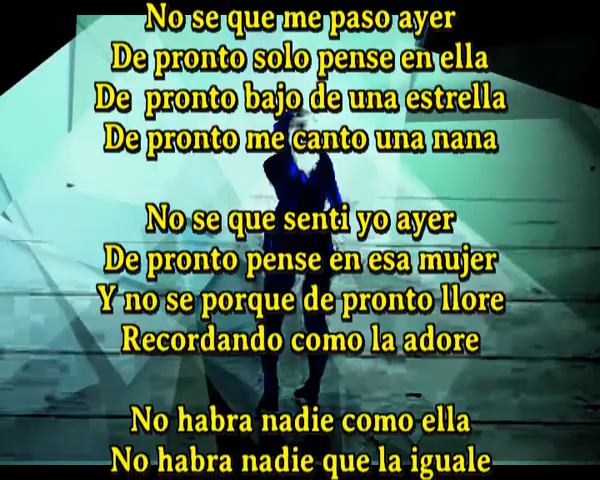 No se que me paso ayer
De pronto solo pense en ella
De pronto bajo de una estrella
De pronto me canto una nana
No se que senti yo ayer
De pronto pense en esa mujer
Y no se porque de pronto llore
Recordando como la adore
No habra nadie como ella
No habra nadie que la iguale